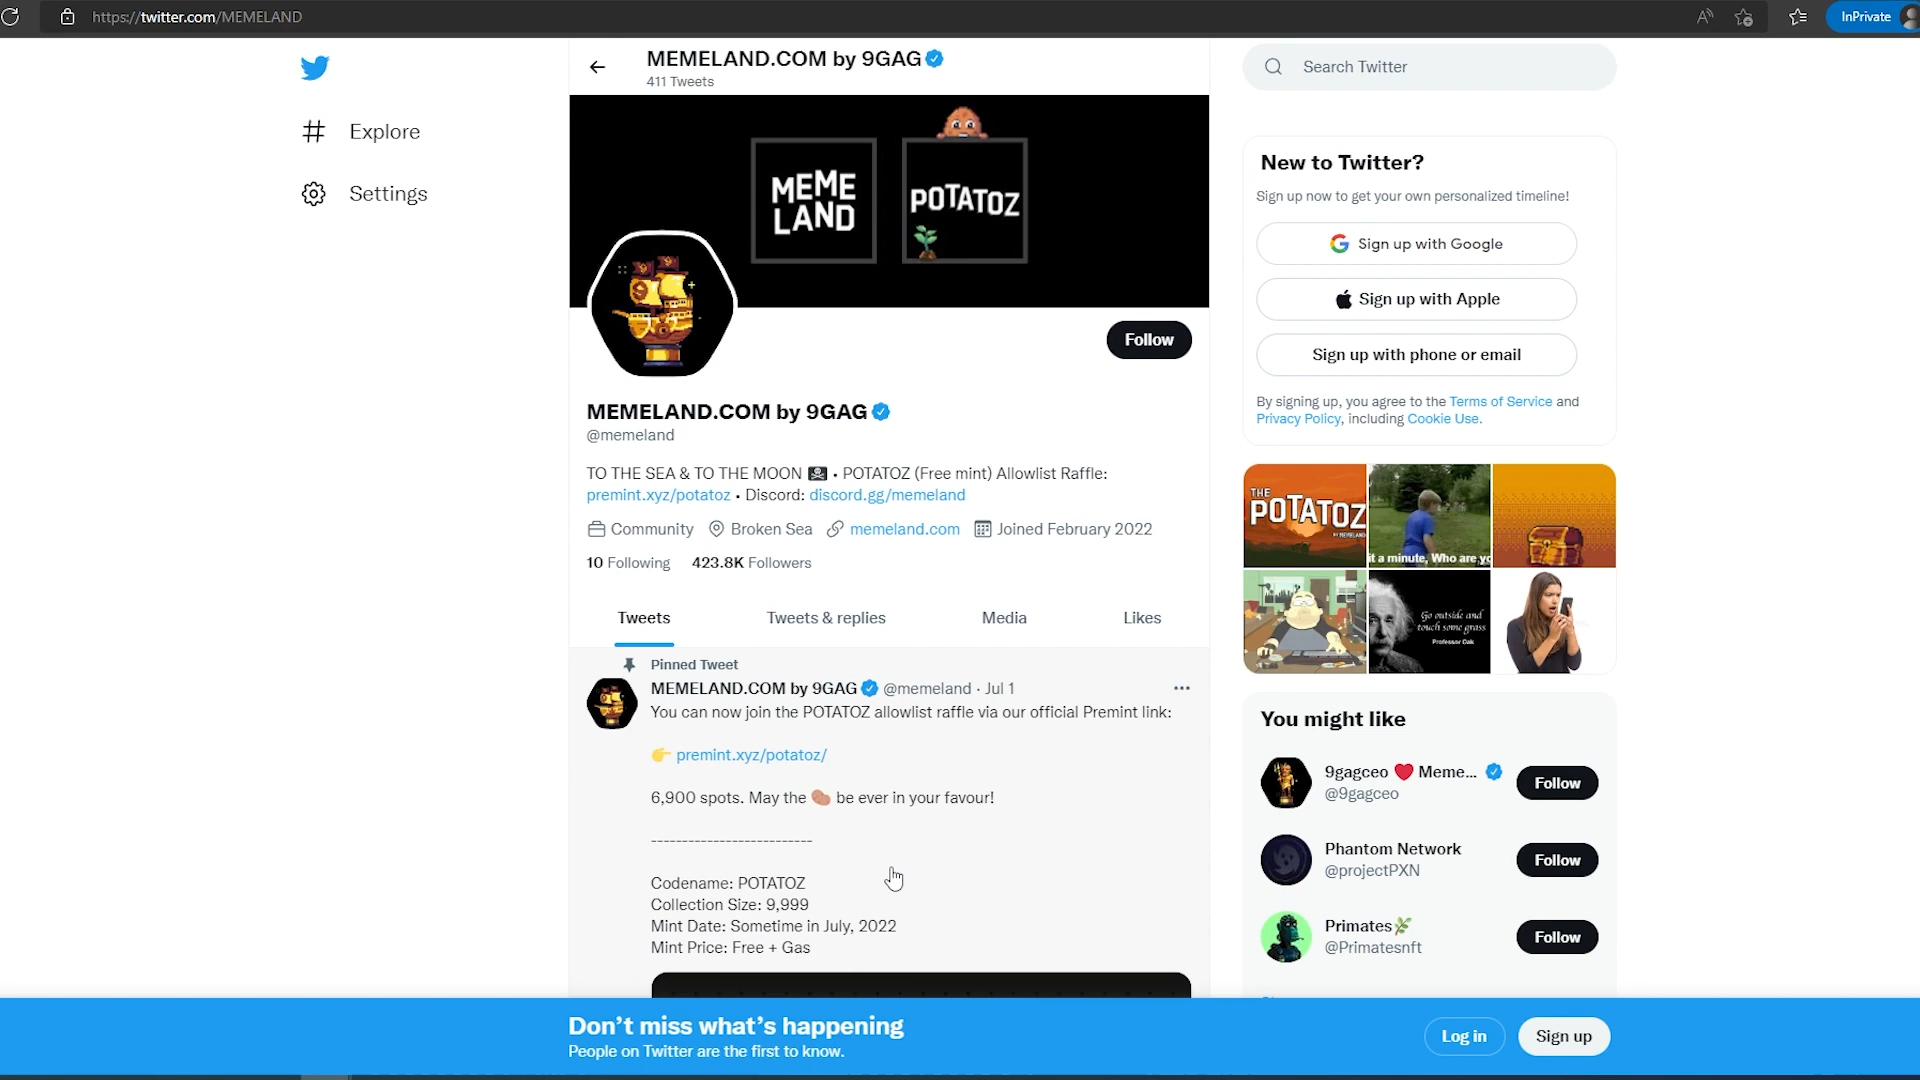 https://twitter.com/MEMELAND
InPrivate
Explore
Settings
MEMELAND.COM by 9GAG
411 Tweets
MEME
LAND
POTATOZ
Follow
MEMELAND.COM by 9GAG
@memeland
TO THE SEA & TO THE MOON 🏴‍☠️ • POTATOZ (Free mint) Allowlist Raffle:
premint.xyz/potatoz • Discord: discord.gg/memeland
Community Broken Sea memeland.com Joined February 2022
10 Following 423.8K Followers
Tweets Tweets & replies Media Likes
Pinned Tweet
MEMELAND.COM by 9GAG @memeland · Jul 1
You can now join the POTATOZ allowlist raffle via our official Premint link:
👉 premint.xyz/potatoz/
6,900 spots. May the 🥔 be ever in your favour!
--------------------------
Codename: POTATOZ
Collection Size: 9,999
Mint Date: Sometime in July, 2022
Mint Price: Free + Gas
Search Twitter
New to Twitter?
Sign up now to get your own personalized timeline!
Sign up with Google
Sign up with Apple
Sign up with phone or email
By signing up, you agree to the Terms of Service and
Privacy Policy, including Cookie Use.
THE
POTATOZ
BY MEMELAND
it a minute, Who are yo
Go outside and
touch some grass
Professor Oak
You might like
9gagceo ❤️ Meme...
@9gagceo
Follow
Phantom Network
@projectPXN
Follow
Primates🌿
@Primatesnft
Follow
Don’t miss what’s happening
People on Twitter are the first to know.
Log in
Sign up